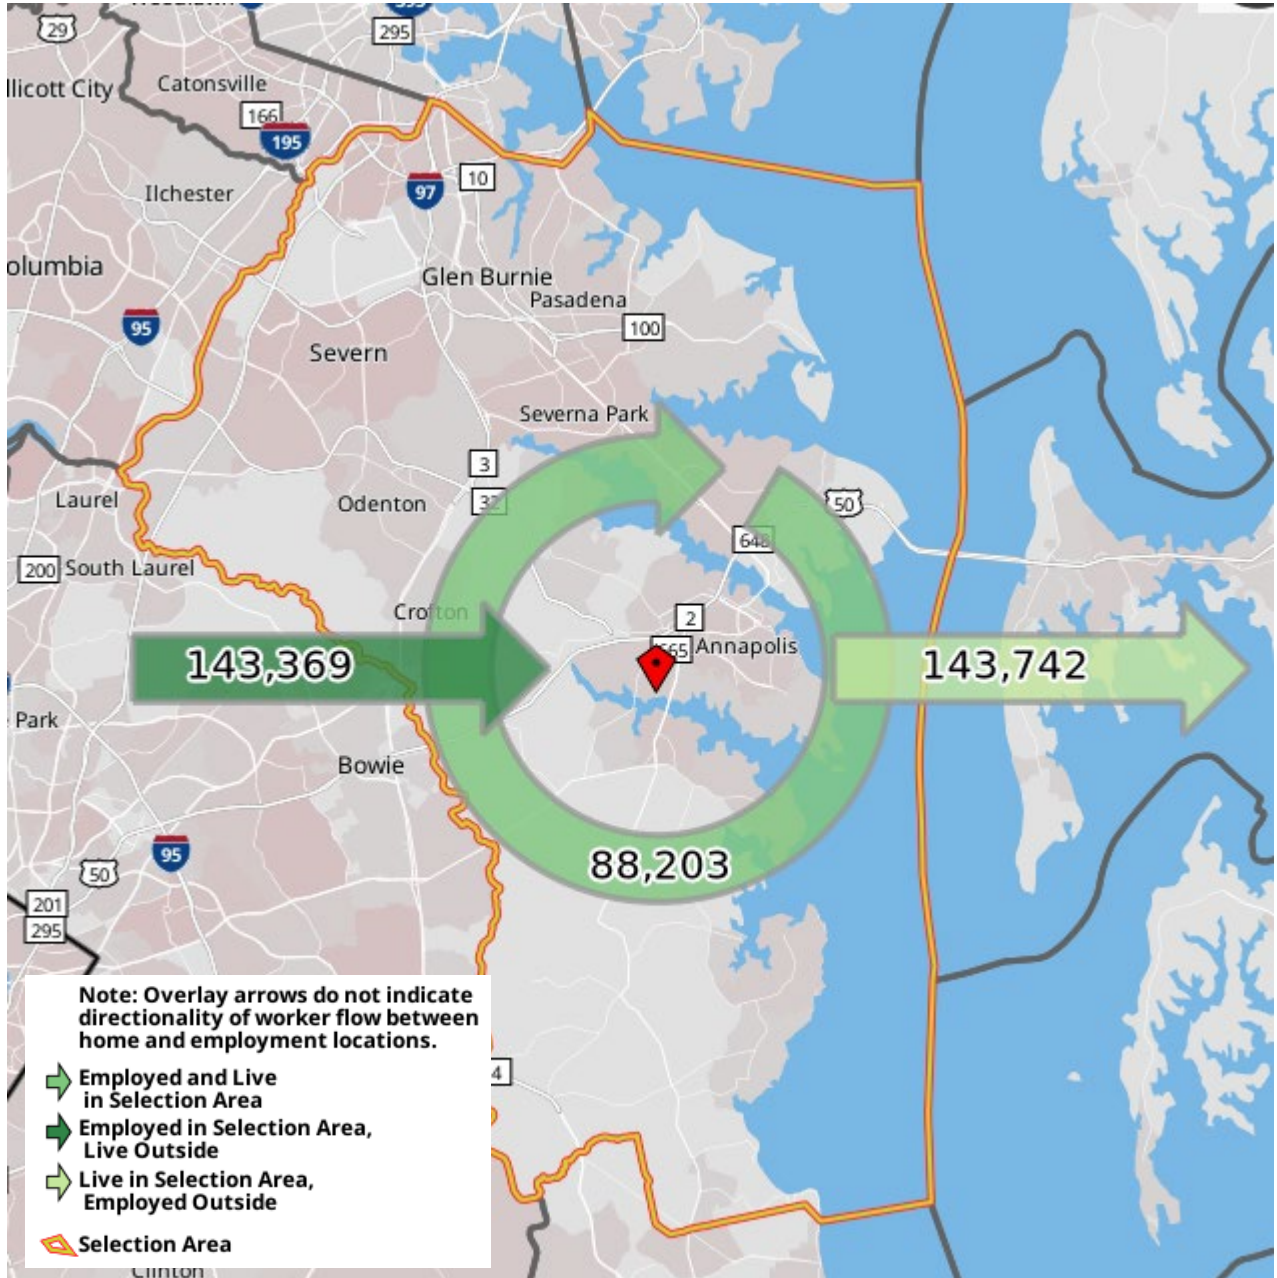 29
295
llicott City
Catonsville
166
195
97
10
Ilchester
olumbia
Glen Burnie
Pasadena
95
100
Severn
Severna Park
3
Laurel
Odenton
32
50
648
200
South Laurel
Crofton
2
Annapolis
143,369
143,742
Park
Bowie
95
88,203
50
201
295
Note: Overlay arrows do not indicate
directionality of worker flow between
home and employment locations.
4
Employed and Live
in Selection Area
Employed in Selection Area,
Live Outside
Live in Selection Area,
Employed Outside
Selection Area
Clinton